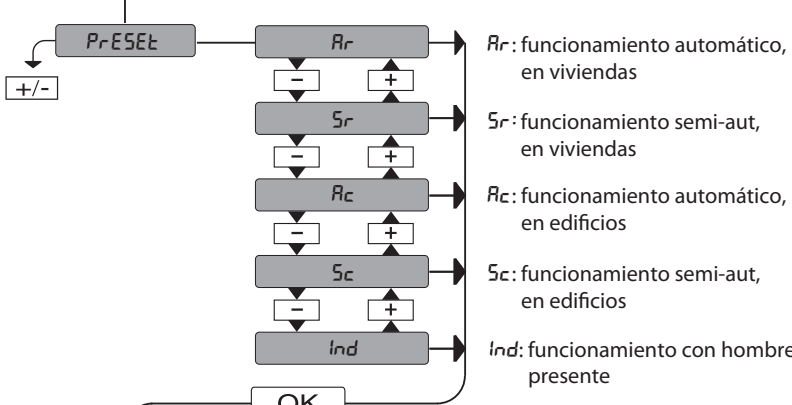 PrESEt
+/-
Ar
- +
Sr
- +
Ac
- +
Sc
- +
Ind
OK
Ar: funcionamiento automático,
en viviendas
Sr: funcionamiento semi-aut,
en viviendas
Ac: funcionamiento automático,
en edificios
Sc: funcionamiento semi-aut,
en edificios
Ind: funcionamiento con hombre
presente